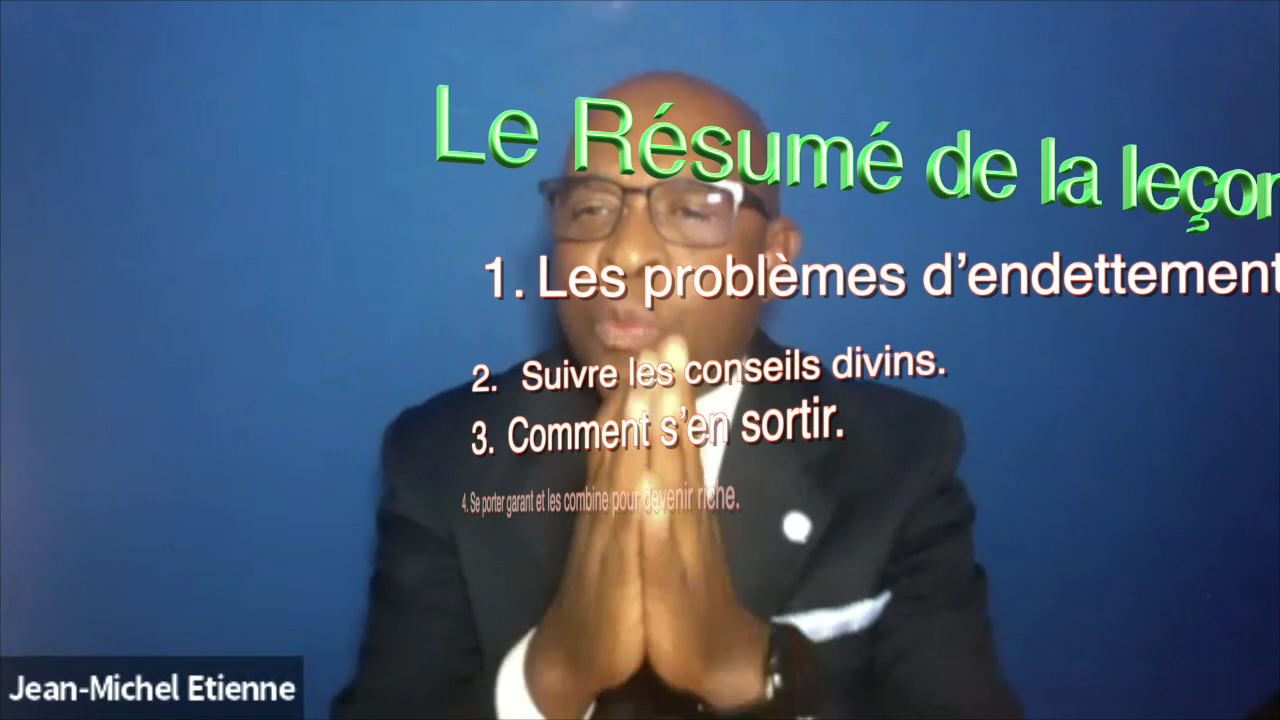 Le Résumé de la leçon
1. Les problèmes d’endettement
2. Suivre les conseils divins.
3. Comment s’en sortir.
4. Se porter garant et les combine pour devenir riche.
Jean-Michel Etienne